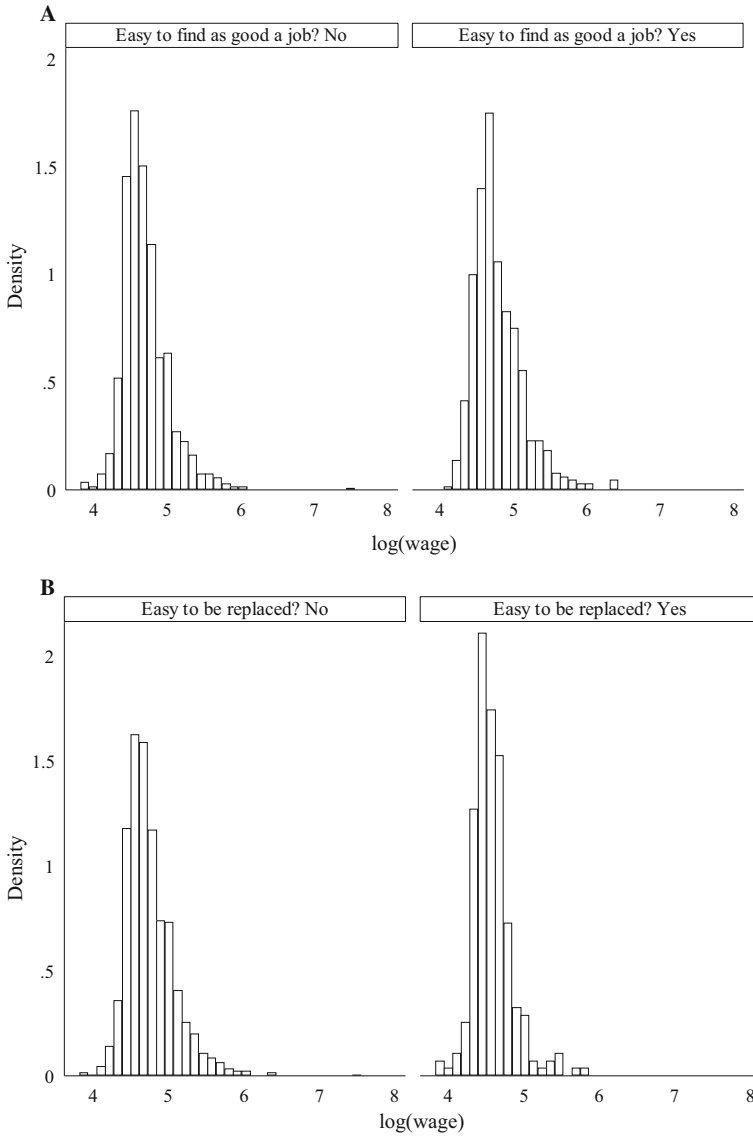 A
Easy to find as good a job? No
Easy to find as good a job? Yes
2
1.5
1
.5
0
Density
4 5 6 7 8
4 5 6 7 8
log(wage)
B
Easy to be replaced? No
Easy to be replaced? Yes
2
1.5
1
.5
0
Density
4 5 6 7 8
4 5 6 7 8
log(wage)